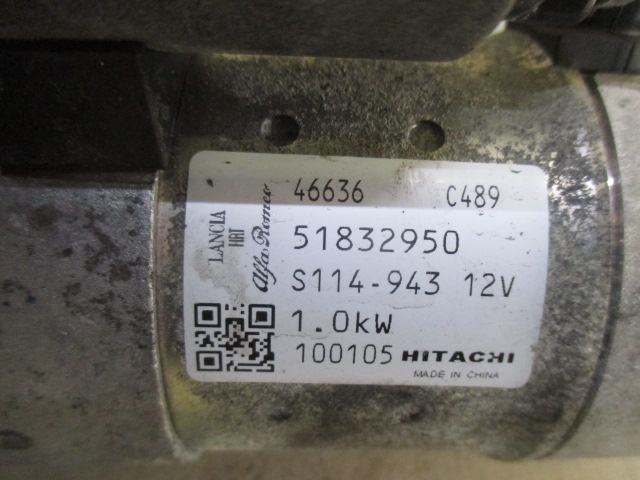 46636 C489
LANCIA
FIAT
Alfa Romeo
51832950
S114-943 12V
1.0kW
100105 HITACHI
MADE IN CHINA